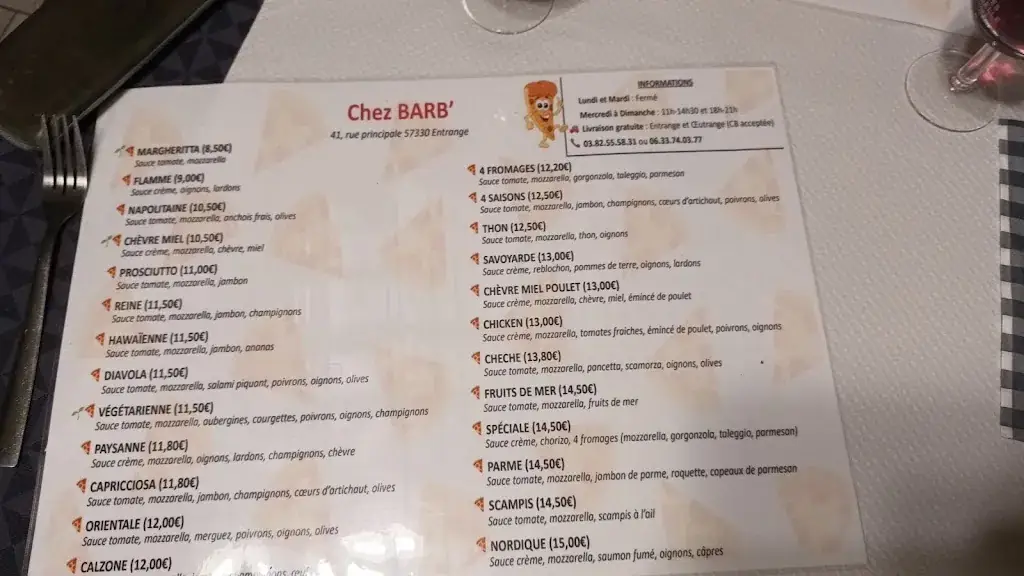 Chez BARB'
41, rue principale 57330 Entrange
INFORMATIONS
Lundi et Mardi : Fermé
Mercredi à Dimanche : 11h-14h30 et 18h-21h
Livraison gratuite : Entrange et Œutrange (CB acceptée)
03.82.55.58.31 ou 06.33.74.03.77
MARGHERITTA (8,50€)
Sauce tomate, mozzarella
FLAMME (9,00€)
Sauce crème, oignons, lardons
NAPOLITAINE (10,50€)
Sauce tomate, mozzarella, anchois frais, olives
CHÈVRE MIEL (10,50€)
Sauce crème, mozzarella, chèvre, miel
PROSCIUTTO (11,00€)
Sauce tomate, mozzarella, jambon
REINE (11,50€)
Sauce tomate, mozzarella, jambon, champignons
HAWAÏENNE (11,50€)
Sauce tomate, mozzarella, jambon, ananas
DIAVOLA (11,50€)
Sauce tomate, mozzarella, salami piquant, poivrons, oignons, olives
VÉGÉTARIENNE (11,50€)
Sauce tomate, mozzarella, aubergines, courgettes, poivrons, oignons, champignons
PAYSANNE (11,80€)
Sauce crème, mozzarella, oignons, lardons, champignons, chèvre
CAPRICCIOSA (11,80€)
Sauce tomate, mozzarella, jambon, champignons, cœurs d'artichaut, olives
ORIENTALE (12,00€)
Sauce tomate, mozzarella, merguez, poivrons, oignons, olives
CALZONE (12,00€)
4 FROMAGES (12,20€)
Sauce tomate, mozzarella, gorgonzola, taleggio, parmesan
4 SAISONS (12,50€)
Sauce tomate, mozzarella, jambon, champignons, cœurs d'artichaut, poivrons, olives
THON (12,50€)
Sauce tomate, mozzarella, thon, oignons
SAVOYARDE (13,00€)
Sauce crème, reblochon, pommes de terre, oignons, lardons
CHÈVRE MIEL POULET (13,00€)
Sauce crème, mozzarella, chèvre, miel, émincé de poulet
CHICKEN (13,00€)
Sauce crème, mozzarella, tomates fraiches, émincé de poulet, poivrons, oignons
CHECHE (13,80€)
Sauce tomate, mozzarella, pancetta, scamorza, oignons, olives
FRUITS DE MER (14,50€)
Sauce tomate, mozzarella, fruits de mer
SPÉCIALE (14,50€)
Sauce crème, chorizo, 4 fromages (mozzarella, gorgonzola, taleggio, parmesan)
PARME (14,50€)
Sauce tomate, mozzarella, jambon de parme, roquette, copeaux de parmesan
SCAMPIS (14,50€)
Sauce tomate, mozzarella, scampis à l'ail
NORDIQUE (15,00€)
Sauce crème, mozzarella, saumon fumé, oignons, câpres